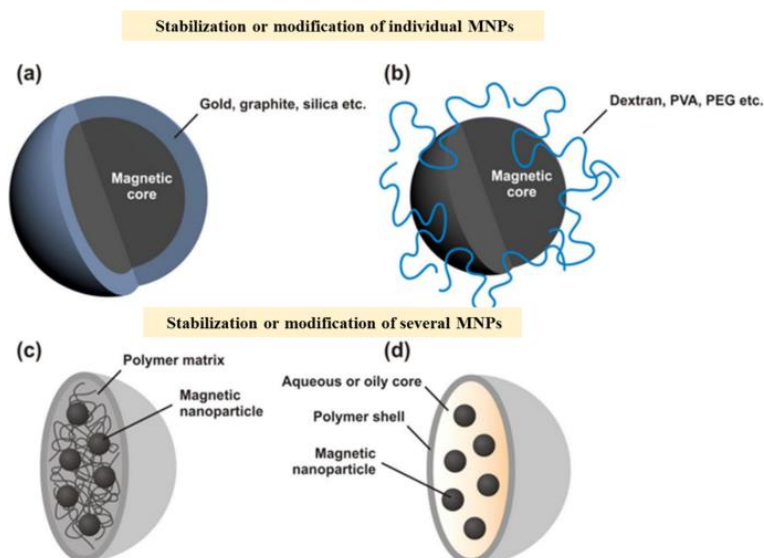 Stabilization or modification of individual MNPs
(a)
Gold, graphite, silica etc.
Magnetic
core
(b)
Dextran, PVA, PEG etc.
Magnetic
core
Stabilization or modification of several MNPs
(c)
Polymer matrix
Magnetic
nanoparticle
(d)
Aqueous or oily core
Polymer shell
Magnetic
nanoparticle